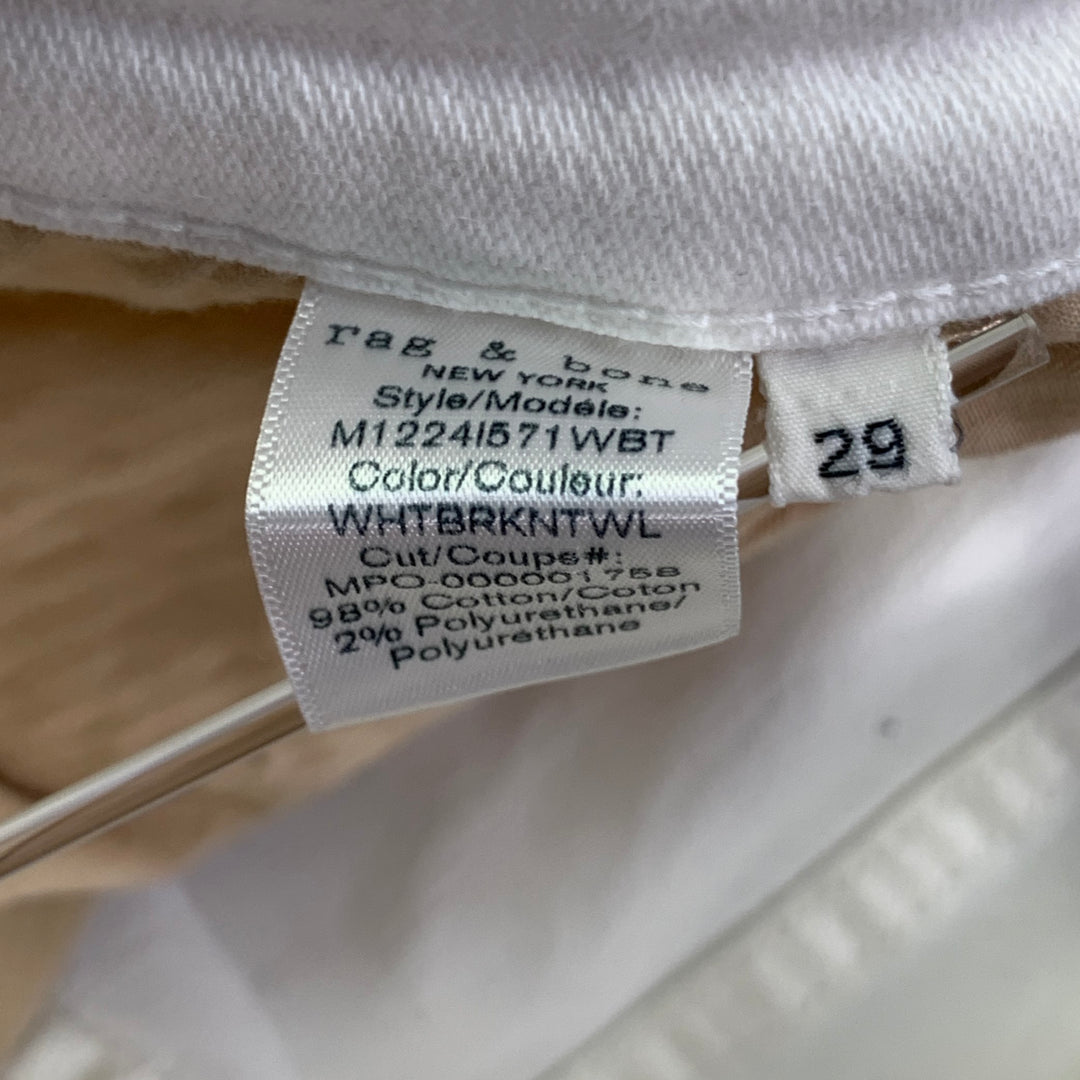 rag & bone
NEW YORK
Style/Modéle:
M1224I571WBT
Color/Couleur:
WHTBRKNTWL
Cut/Coupe#:
MPO-000001758
98% Cotton/Coton
2% Polyurethane/
Polyuréthane
29